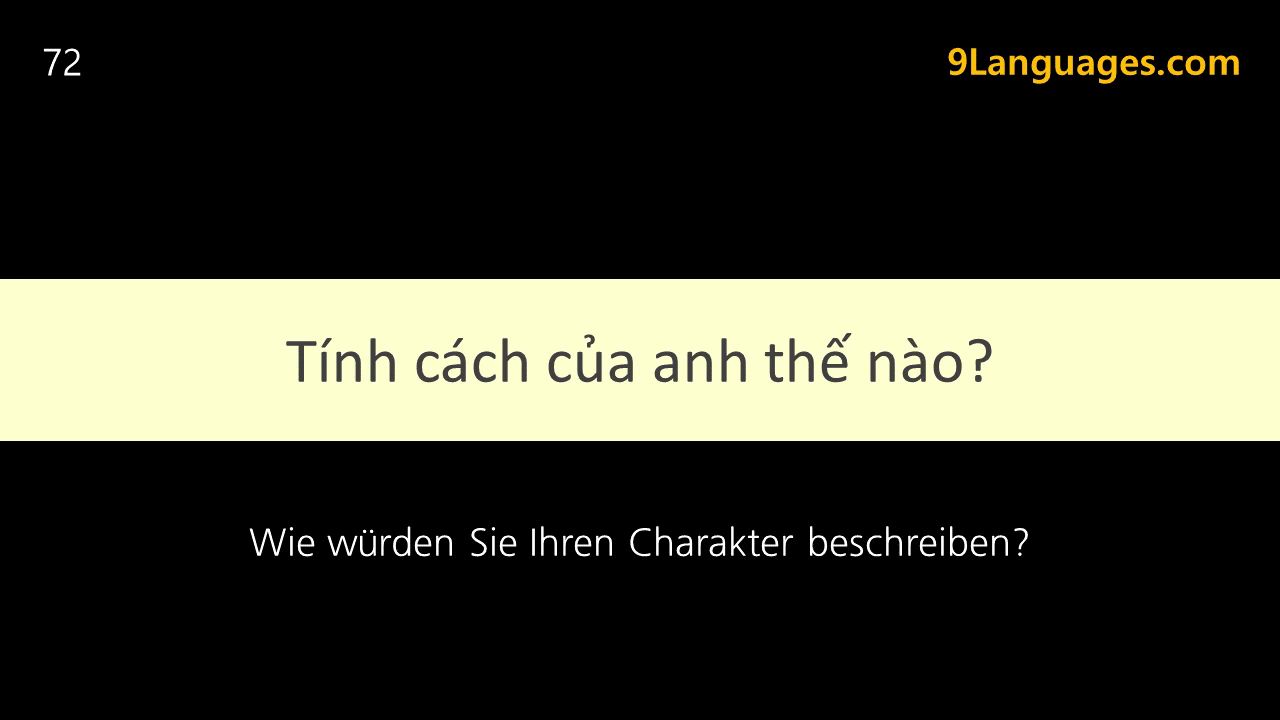 72
9Languages.com
Tính cách của anh thế nào?
Wie würden Sie Ihren Charakter beschreiben?